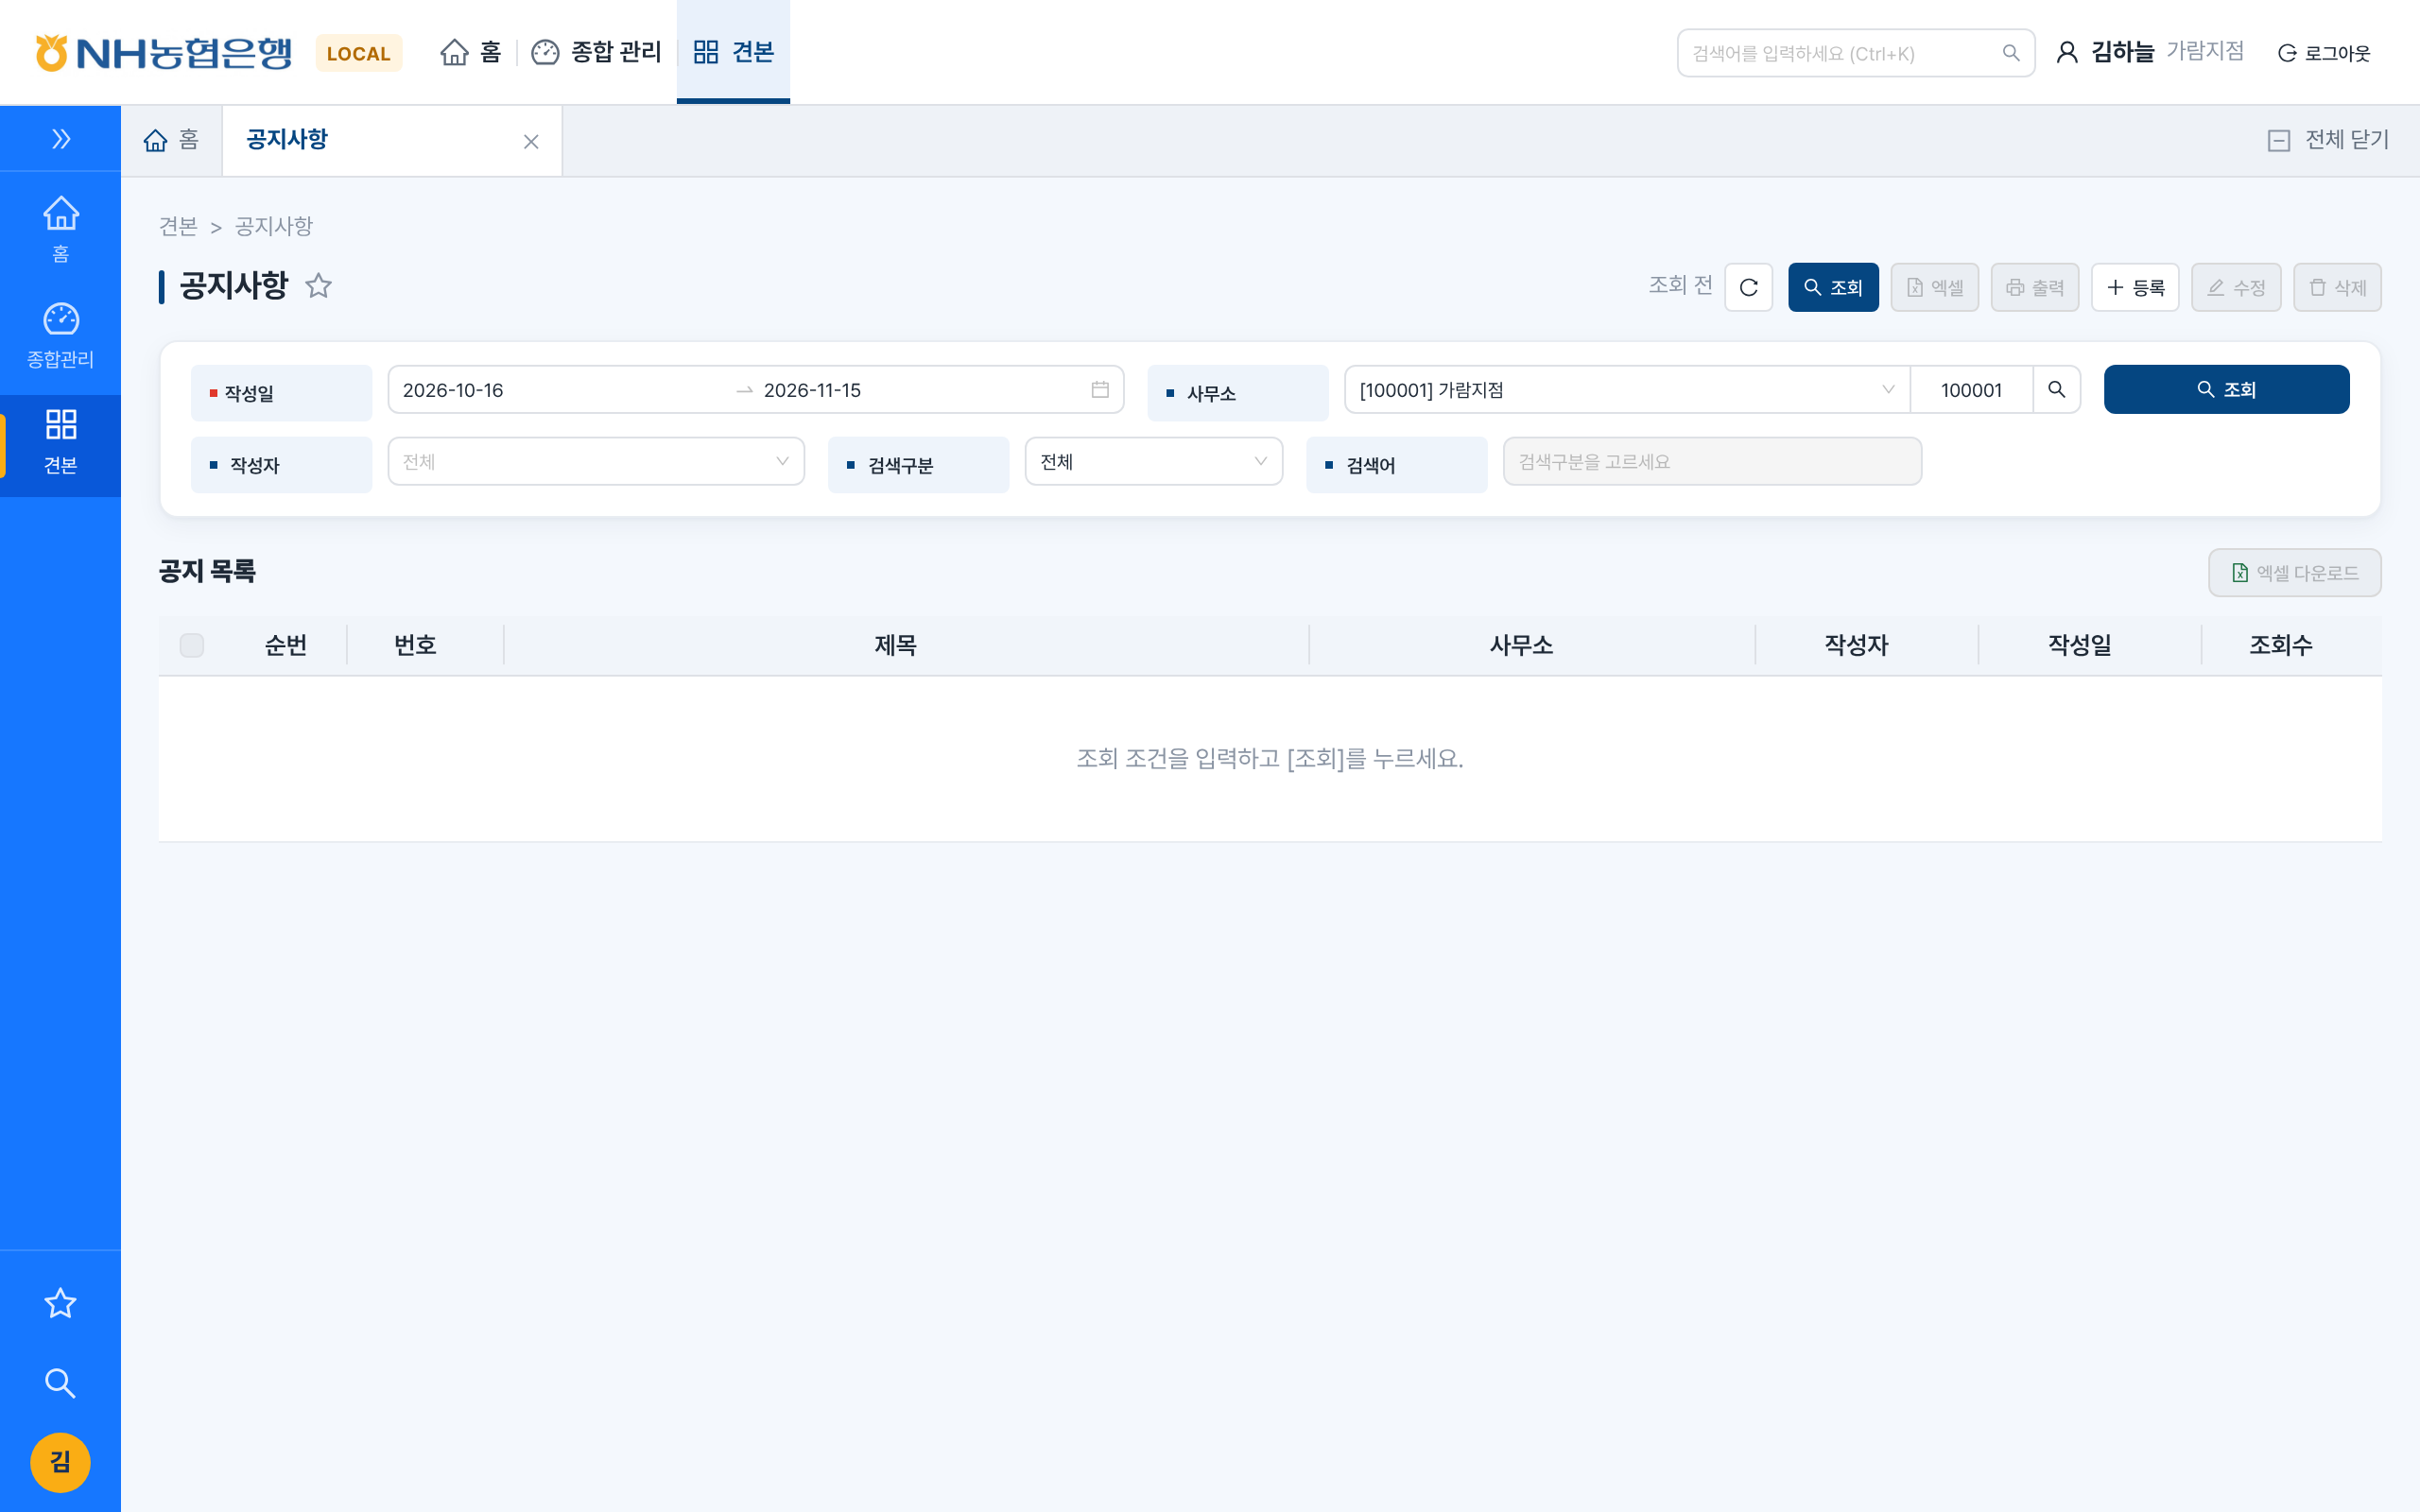 NH농협은행 LOCAL 홈 종합 관리 견본 검색어를 입력하세요 (Ctrl+K) 김하늘 가람지점 로그아웃
홈 공지사항 전체 닫기
홈
종합관리
견본
김
견본 > 공지사항
공지사항 조회 전 조회 엑셀 출력 등록 수정 삭제
작성일 2026-10-16 2026-11-15 사무소 [100001] 가람지점 100001 조회
작성자 전체 검색구분 전체 검색어 검색구분을 고르세요
공지 목록 엑셀 다운로드
순번 번호 제목 사무소 작성자 작성일 조회수
조회 조건을 입력하고 [조회]를 누르세요.